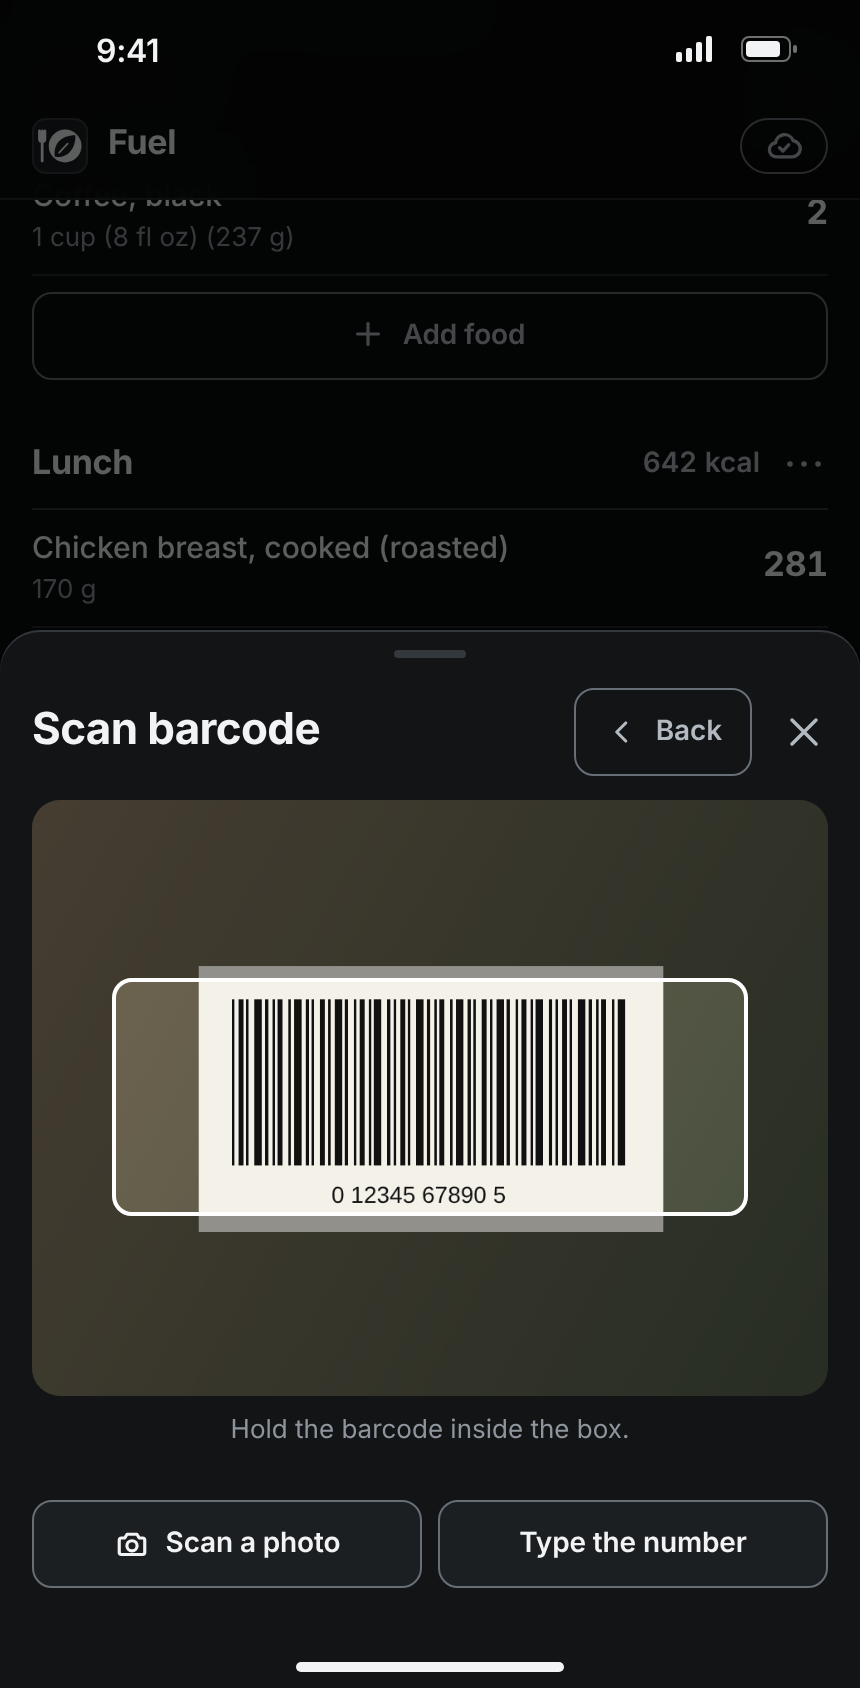 9:41
Fuel
Coffee, black
2
1 cup (8 fl oz) (237 g)
Add food
Lunch
642 kcal
Chicken breast, cooked (roasted)
281
170 g
Scan barcode
Back
0 12345 67890 5
Hold the barcode inside the box.
Scan a photo
Type the number